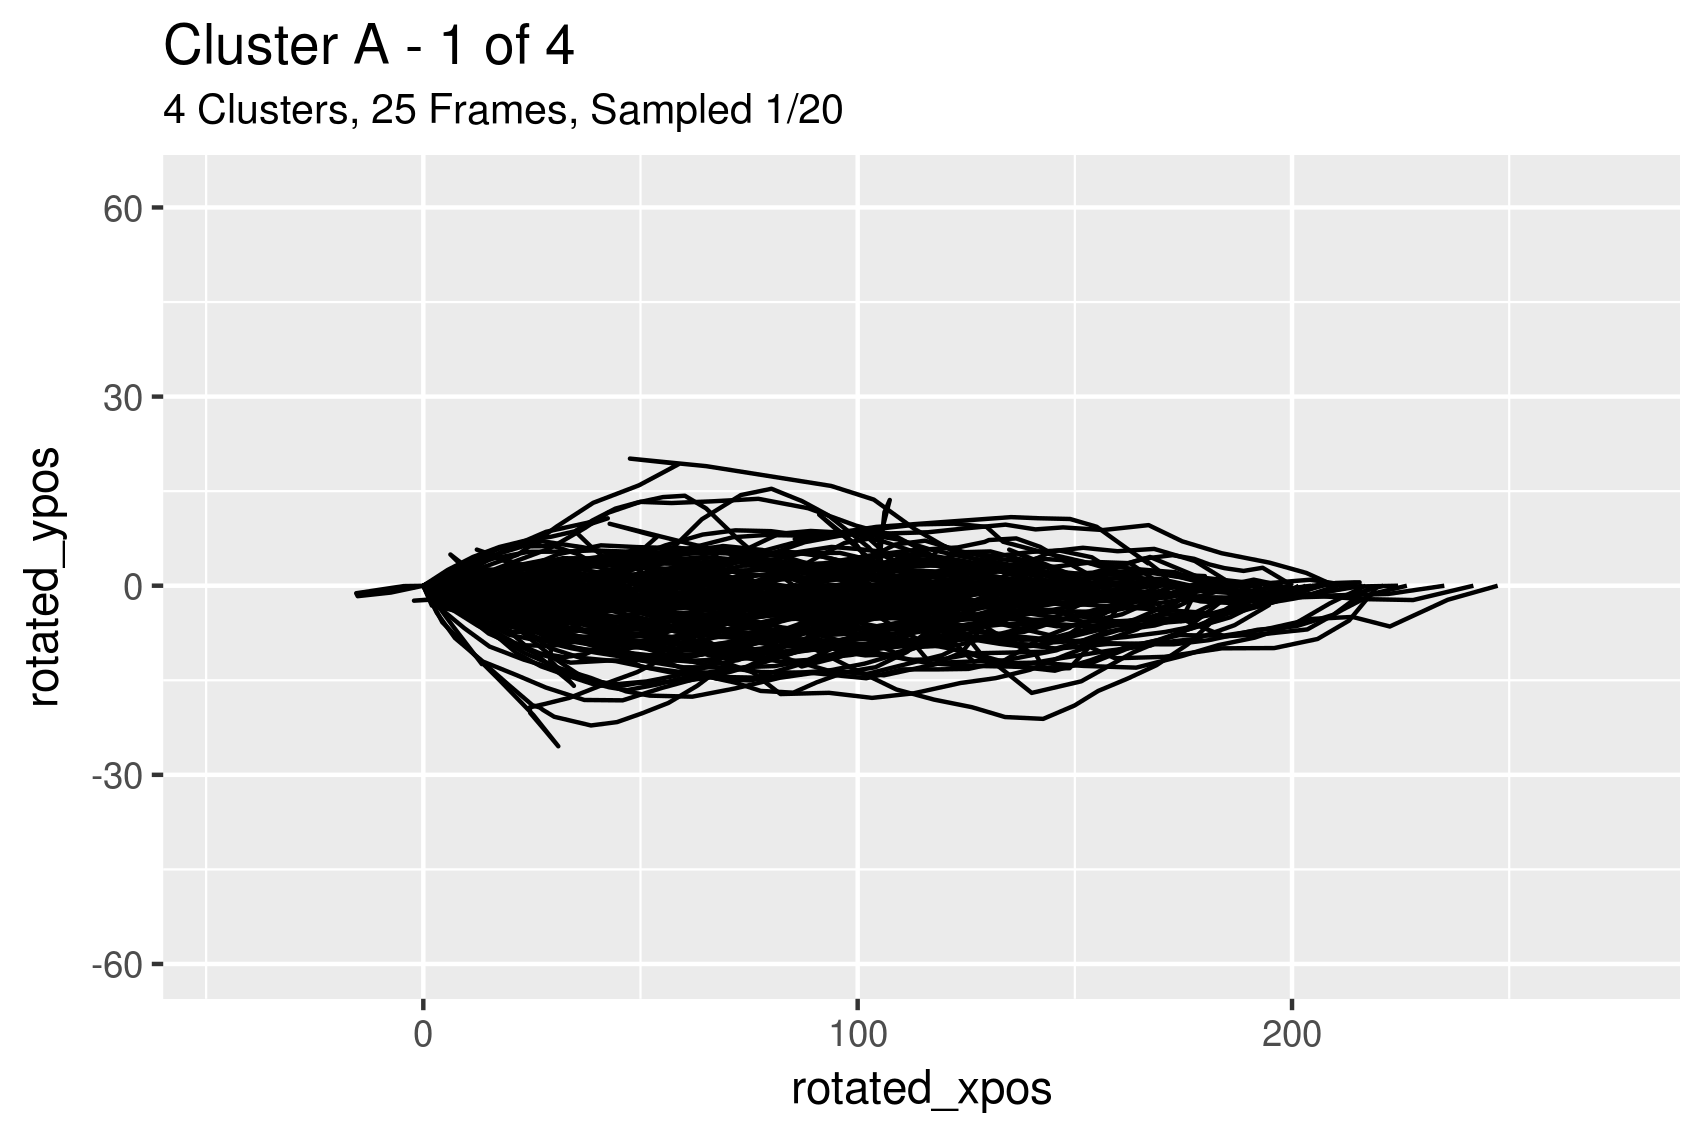 Cluster A - 1 of 4
4 Clusters, 25 Frames, Sampled 1/20
60
30
0
-30
-60
rotated_ypos
0 100 200
rotated_xpos